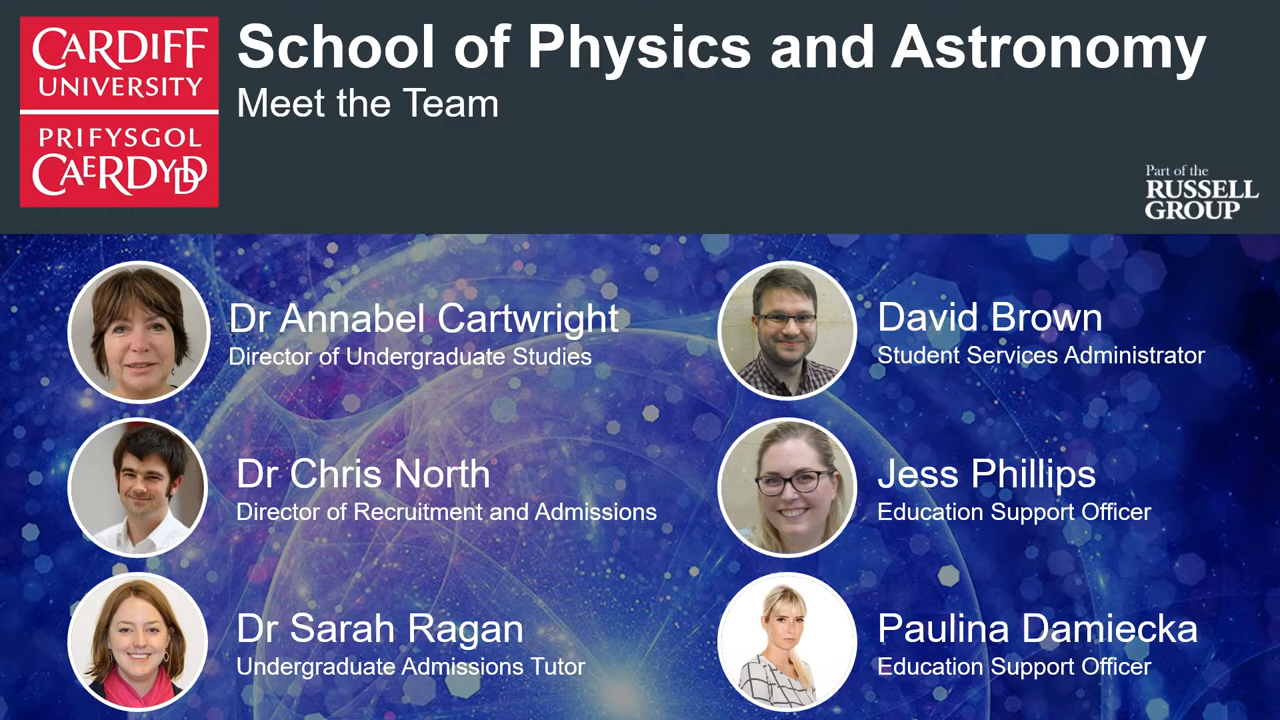 CARDIFF
UNIVERSITY
PRIFYSGOL
CAERDYDD
School of Physics and Astronomy
Meet the Team
Part of the
RUSSELL
GROUP
Dr Annabel Cartwright
Director of Undergraduate Studies
Dr Chris North
Director of Recruitment and Admissions
Dr Sarah Ragan
Undergraduate Admissions Tutor
David Brown
Student Services Administrator
Jess Phillips
Education Support Officer
Paulina Damiecka
Education Support Officer